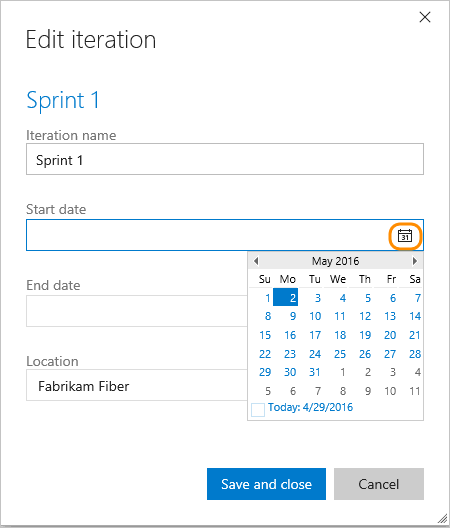 Edit iteration
Sprint 1
Iteration name
Sprint 1
Start date
31
May 2016
Su Mo Tu We Th Fr Sa
1 2 3 4 5 6 7
8 9 10 11 12 13 14
15 16 17 18 19 20 21
22 23 24 25 26 27 28
29 30 31 1 2 3 4
5 6 7 8 9 10 11
Today: 4/29/2016
End date
Location
Fabrikam Fiber
Save and close Cancel